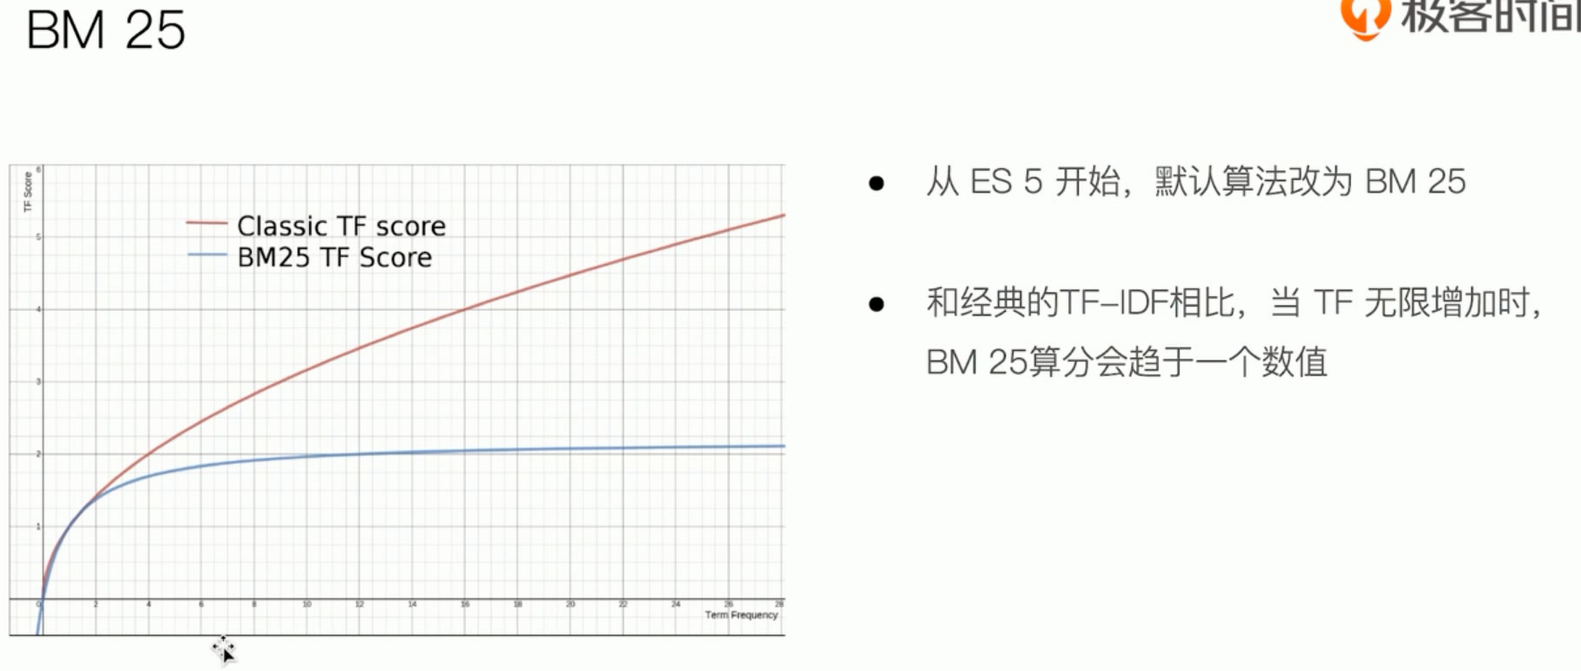 BM 25
极客时间
TF Score
6
5
4
3
2
1
Classic TF score
BM25 TF Score
0 2 4 6 8 10 12 14 16 18 20 22 24 26 28
Term Frequency
● 从 ES 5 开始，默认算法改为 BM 25
● 和经典的TF-IDF相比，当 TF 无限增加时，
BM 25算分会趋于一个数值